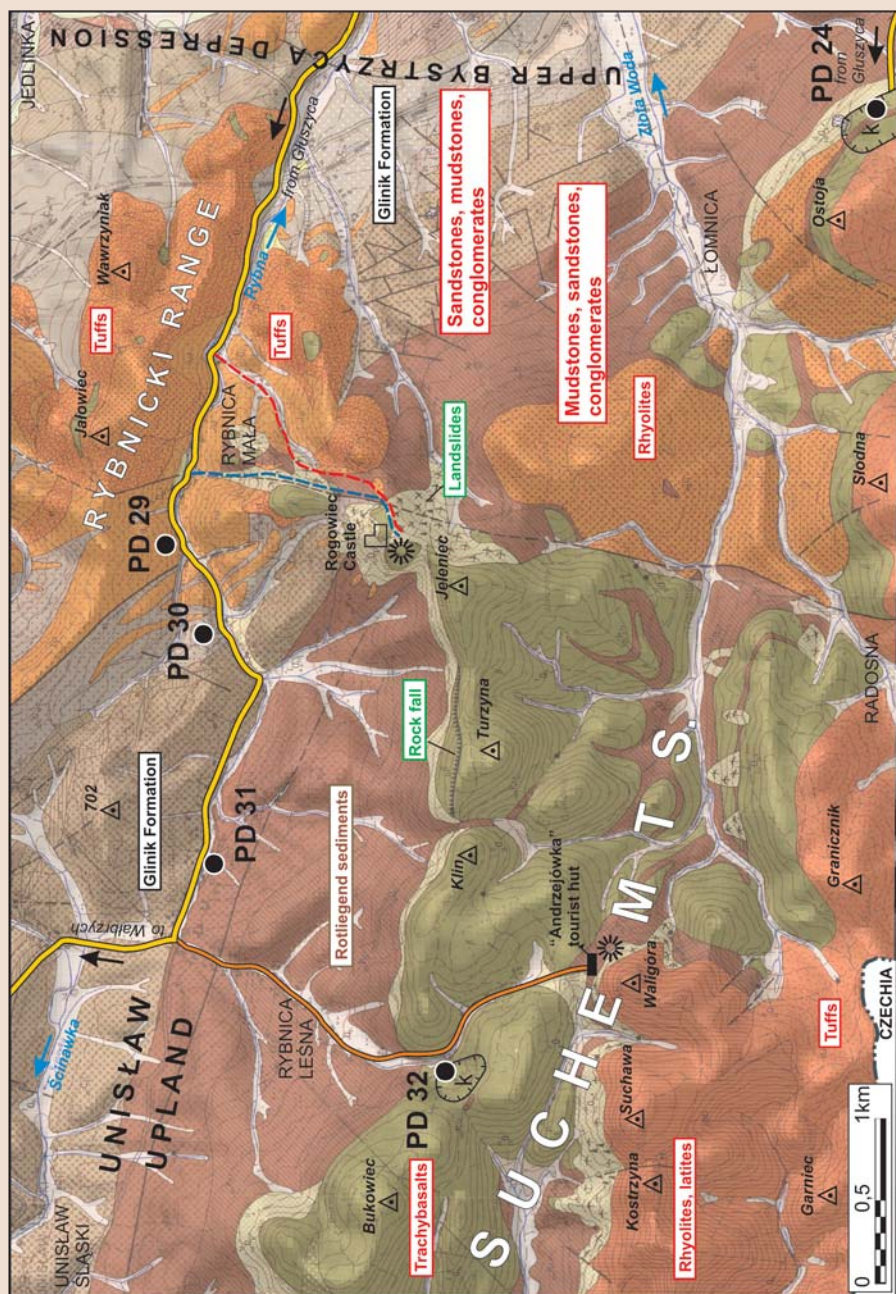 JEDLINKA
UNISŁAW
ŚLĄSKI
Ścinawka
to Wałbrzych
UNISŁAW
UPLAND
702
Glinik Formation
PD 31
PD 30
PD 29
RYBNICKI RANGE
Jałowiec
Wawrzyniak
Tuffs
RYBNICA
MAŁA
Tuffs
Rybna
from Głuszyca
UPPER BYSTRZYCA DEPRESSION
Glinik Formation
RYBNICA
LEŚNA
Rotliegend sediments
Rogowiec
Castle
Landslides
Sandstones, mudstones,
conglomerates
Bukowiec
Trachybasalts
PD 32
k
Klin
Rock fall
Turzyna
Jeleniec
Mudstones, sandstones,
conglomerates
Złota Woda
SUCHE MTS.
"Andrzejówka"
tourist hut
Waligóra
Rhyolites
ŁOMNICA
PD 24
from
Głuszyca
k
Kostrzyna
Suchawa
Rhyolites, latites
Garniec
Tuffs
Granicznik
RADOSNA
Słodna
Ostoja
CZECHIA
0 0,5 1km